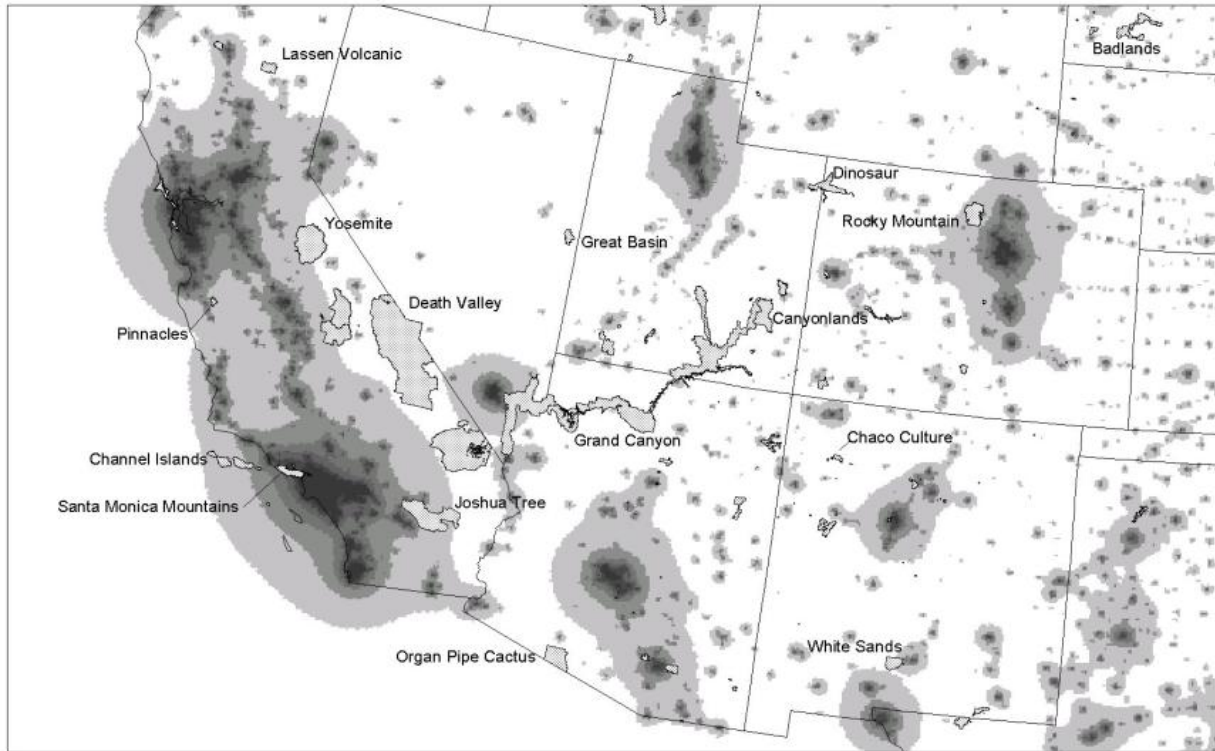 Lassen Volcanic
Badlands
Dinosaur
Yosemite
Rocky Mountain
Great Basin
Death Valley
Pinnacles
Canyonlands
Grand Canyon
Chaco Culture
Channel Islands
Santa Monica Mountains
Joshua Tree
Organ Pipe Cactus
White Sands